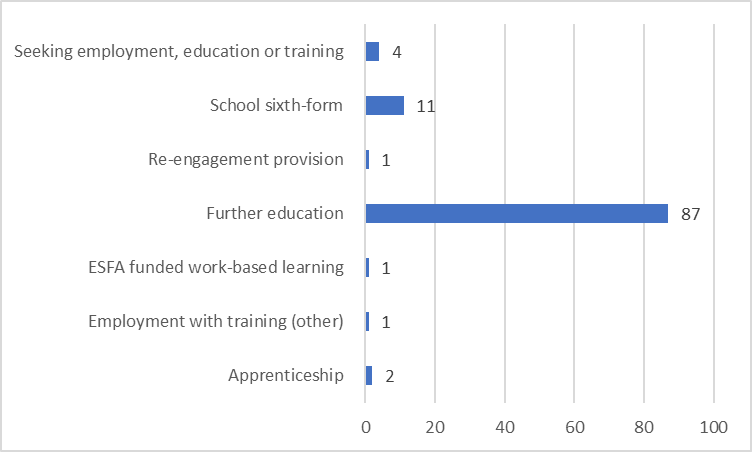 Seeking employment, education or training 4
School sixth-form 11
Re-engagement provision 1
Further education 87
ESFA funded work-based learning 1
Employment with training (other) 1
Apprenticeship 2
0 20 40 60 80 100